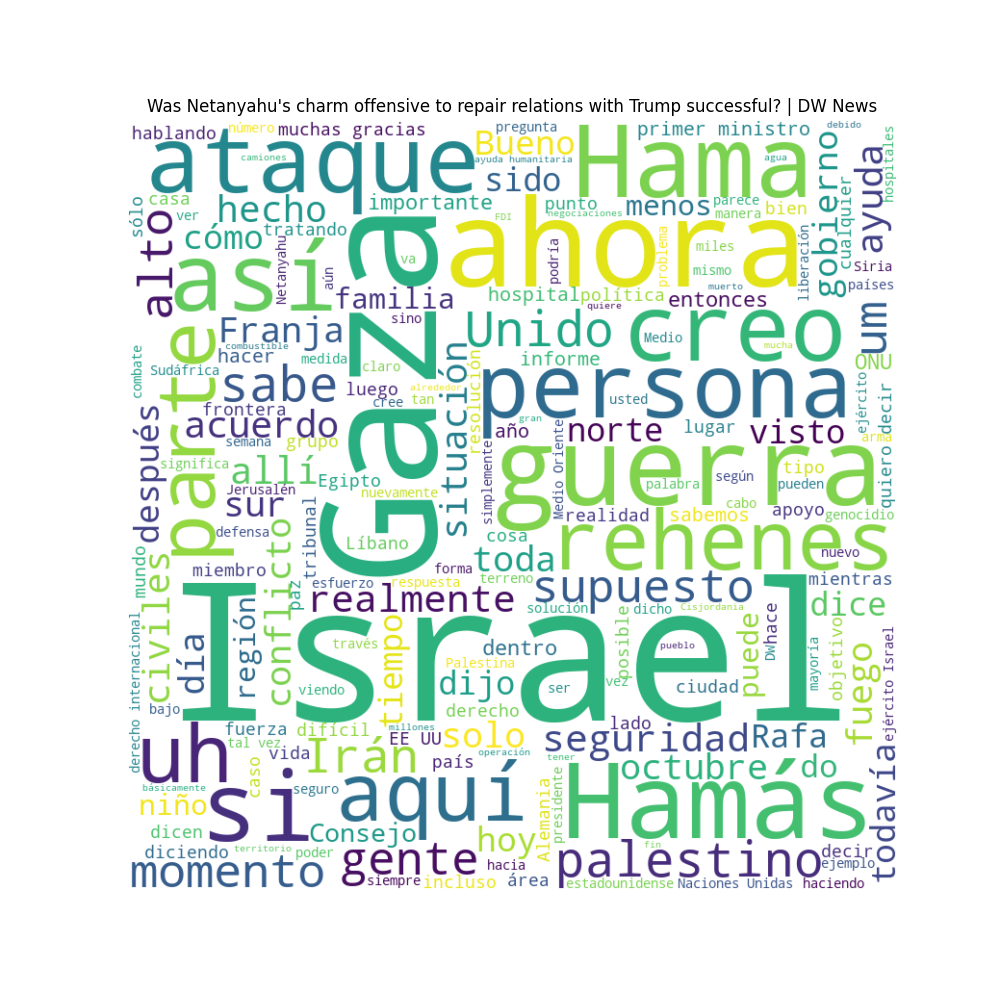 Was Netanyahu's charm offensive to repair relations with Trump successful? | DW News
hablando
número
muchas gracias
pregunta
primer ministro
debido
ataque
camiones
Bueno
ayuda humanitaria
Hama
agua
gobierno
hospitales
sido
sólo
casa
ver
hecho
importante
punto
menos
parece
manera
bien
cualquier
ayuda
cómo
tratando
FDI
negociaciones
alto
Netanyahu
aún
va
ahora
podría
problema
miles
mismo
liberación
Siria
países
así
familia
hospital
política
quiere
muerto
entonces
Gaza
sino
Franja
Unido
creo
um
combate
combustible
hacer
medida
claro
informe
Medio
mucha
ONU
Sudáfrica
parte
sabe
luego
cree
tan
alrededor
situación
resolución
persona
usted
ejército
decir
frontera
acuerdo
año
gran
norte
lugar
visto
quiero
arma
después
semana
grupo
significa
allí
Egipto
nuevamente
simplemente
Medio Oriente
guerra
palabra
según
tipo
pueden
cabo
Jerusalén
sur
tribunal
realidad
sabemos
apoyo
genocidio
defensa
conflicto
Líbano
cosa
rehenes
nuevo
mundo
civiles
miembro
paz
esfuerzo
respuesta
forma
toda
terreno
supuesto
mientras
realmente
solución
dicho
Cisjordania
dice
derecho internacional
día
región
Israel
través
tiempo
dentro
posible
pueblo
puede
DW
hace
mayoría
objetivo
fuego
ejército Israel
Palestina
viendo
dijo
ser
vez
ciudad
bajo
derecho
fuerza
difícil
millones
lado
uh
tal vez
vida
EE UU
solo
operación
seguridad
Rafa
Irán
país
tener
octubre
do
todavía
básicamente
caso
seguro
si
aquí
Alemania
presidente
Hamás
niño
dicen
Consejo
hoy
diciendo
territorio
poder
gente
hacia
fin
decir
ejemplo
momento
siempre
incluso
área
palestino
estadounidense
Naciones Unidas
haciendo